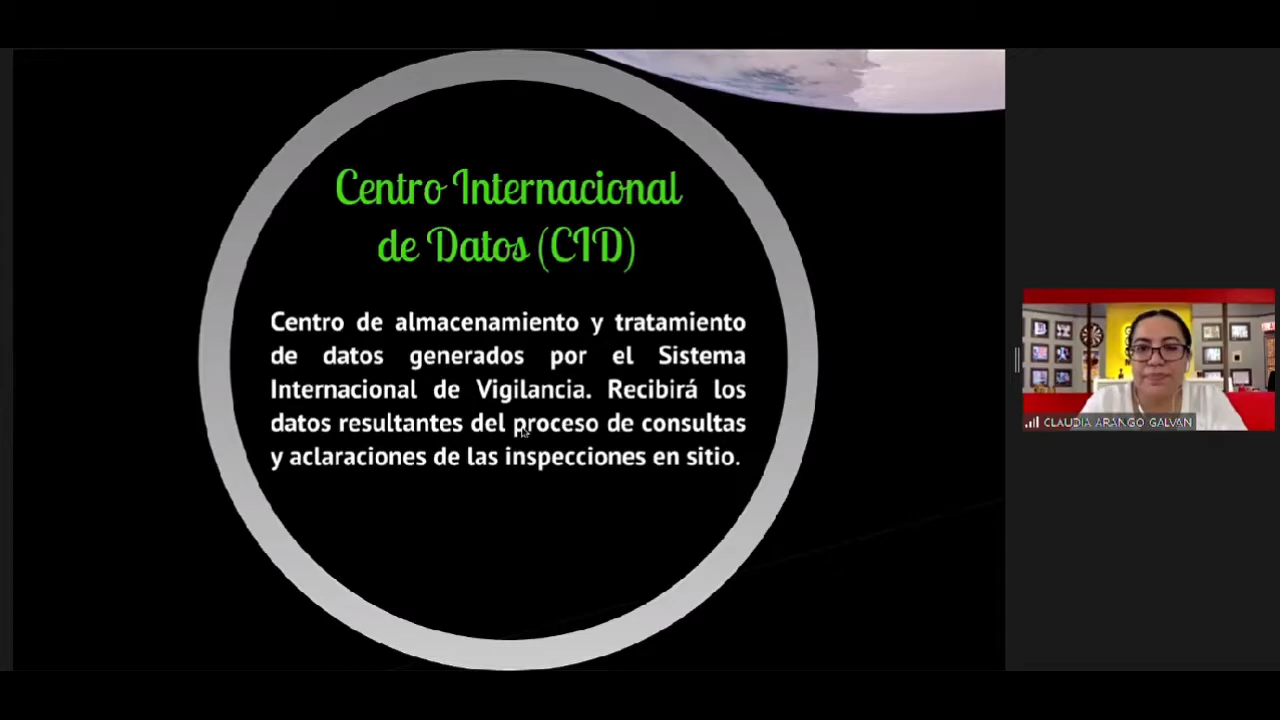 Centro Internacional
de Datos (CID)
Centro de almacenamiento y tratamiento
de datos generados por el Sistema
Internacional de Vigilancia. Recibirá los
datos resultantes del proceso de consultas
y aclaraciones de las inspecciones en sitio.
CLAUDIA ARANGO GALVAN